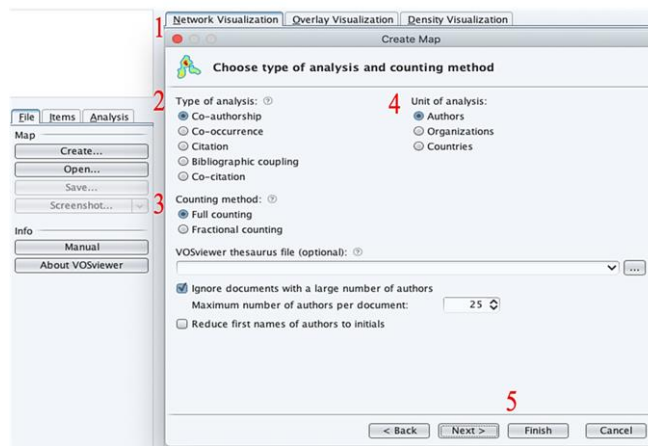 1
Network Visualization Overlay Visualization Density Visualization
Create Map
Choose type of analysis and counting method
2
Type of analysis:
Co-authorship
Co-occurrence
Citation
Bibliographic coupling
Co-citation
4
Unit of analysis:
Authors
Organizations
Countries
File Items Analysis
Map
Create...
Open...
Save...
Screenshot...
Info
Manual
About VOSviewer
3
Counting method:
Full counting
Fractional counting
VOSviewer thesaurus file (optional):
...
Ignore documents with a large number of authors
Maximum number of authors per document: 25
Reduce first names of authors to initials
5
< Back Next > Finish Cancel